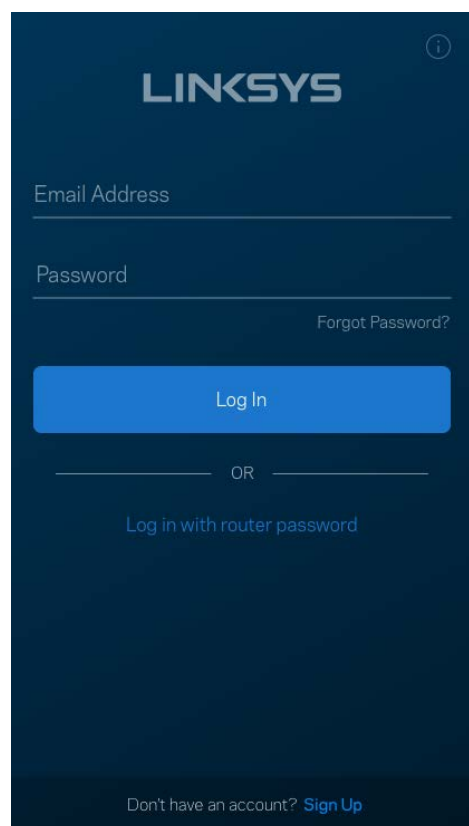 LINKSYS
Email Address
Password
Forgot Password?
Log In
OR
Log in with router password
Don't have an account? Sign Up